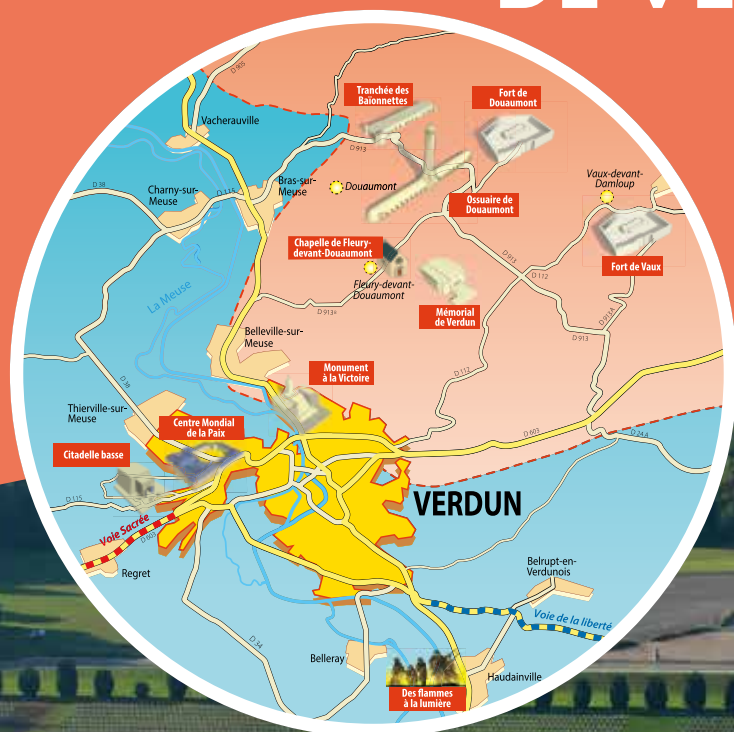 D 905
Vacherauville
Tranchée des
Baïonnettes
Fort de
Douaumont
D 913
D 38
Charny-sur-
Meuse
D 115
Bras-sur-
Meuse
Douaumont
Vaux-devant-
Damloup
Ossuaire de
Douaumont
Chapelle de Fleury-
devant-Douaumont
Fort de Vaux
D 913
D 112
La Meuse
Fleury-devant-
Douaumont
D 913
Mémorial
de Verdun
D 913A
D 913
Belleville-sur-
Meuse
Monument
à la Victoire
D 112
D 38
Thierville-sur-
Meuse
Centre Mondial
de la Paix
D 603
D 24A
Citadelle basse
D 115
VERDUN
Voie Sacrée
D 603
Regret
Belrupt-en-
Verdunois
Voie de la liberté
D 34
Belleray
Haudainville
Des flammes
à la lumière